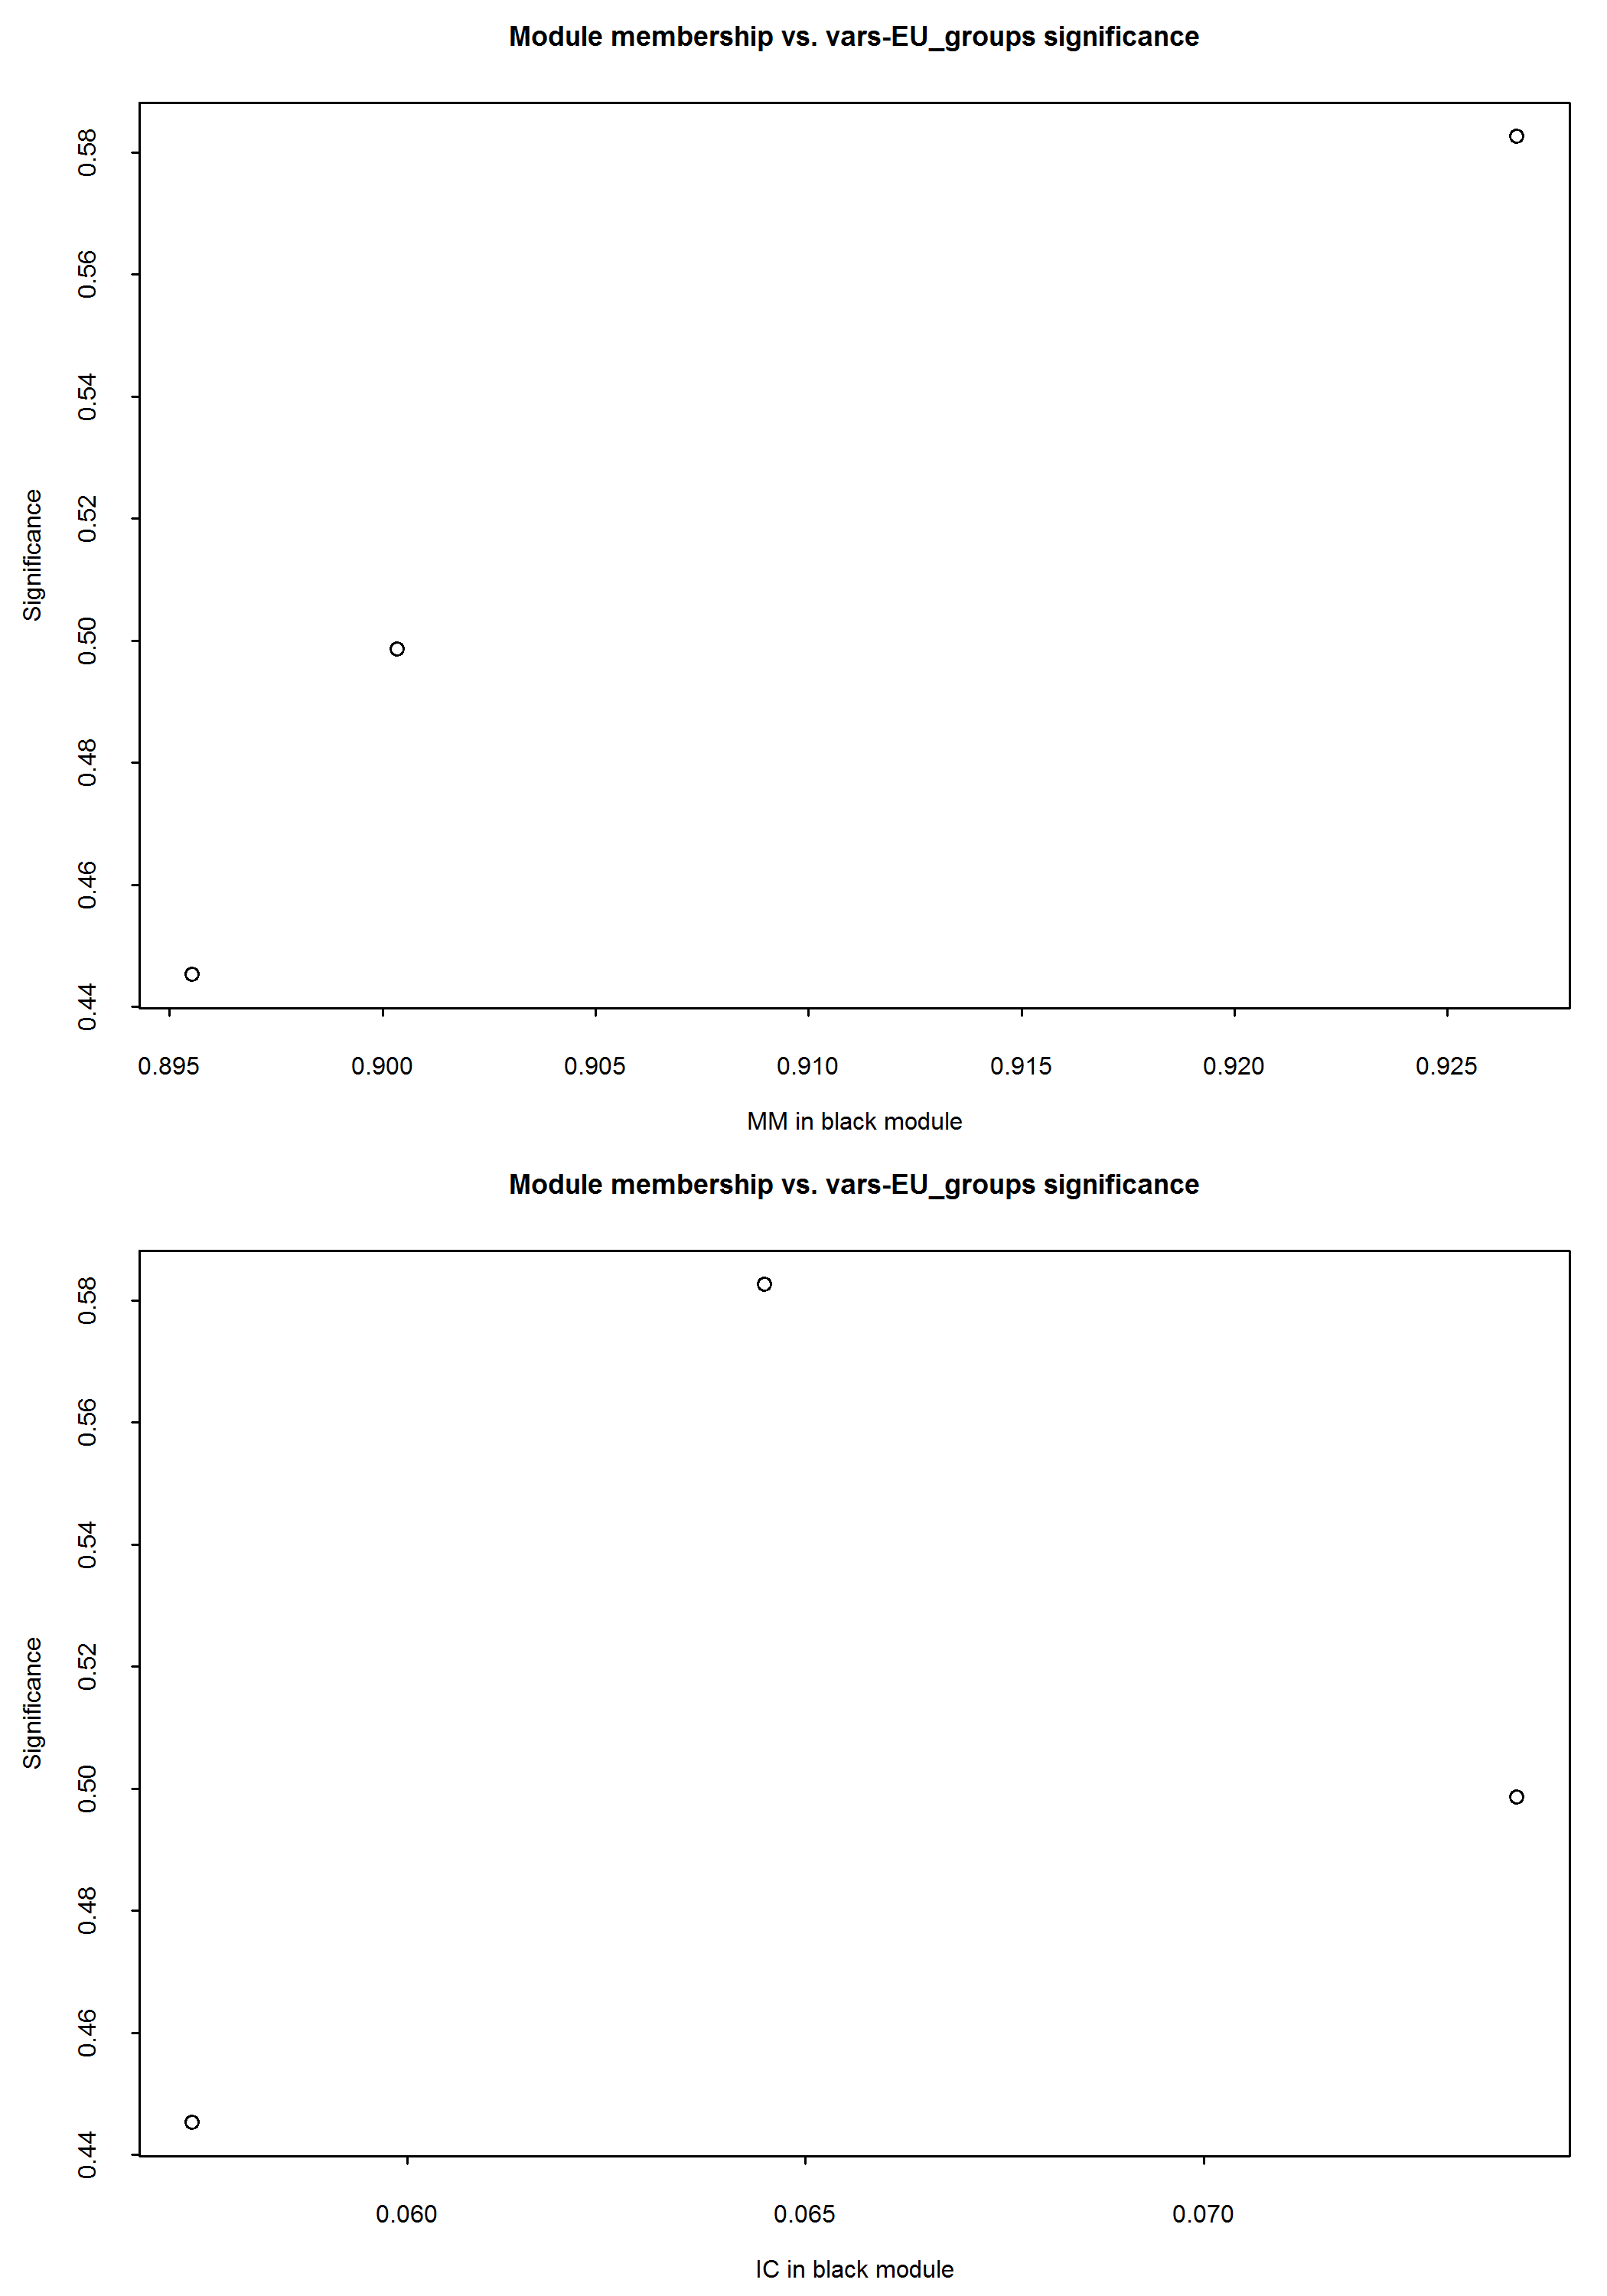 Module membership vs. vars-EU_groups significance
Significance
0.58
0.56
0.54
0.52
0.50
0.48
0.46
0.44
0.895 0.900 0.905 0.910 0.915 0.920 0.925
MM in black module
Module membership vs. vars-EU_groups significance
Significance
0.58
0.56
0.54
0.52
0.50
0.48
0.46
0.44
0.060 0.065 0.070
IC in black module